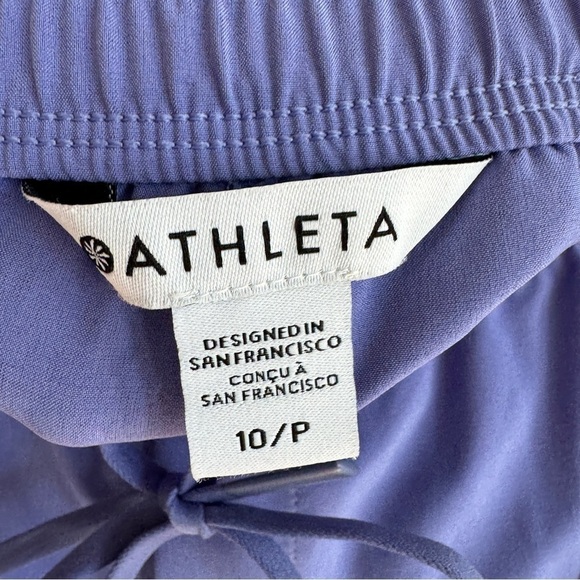 ATHLETA
DESIGNED IN
SAN FRANCISCO
CONÇU À
SAN FRANCISCO
10/P